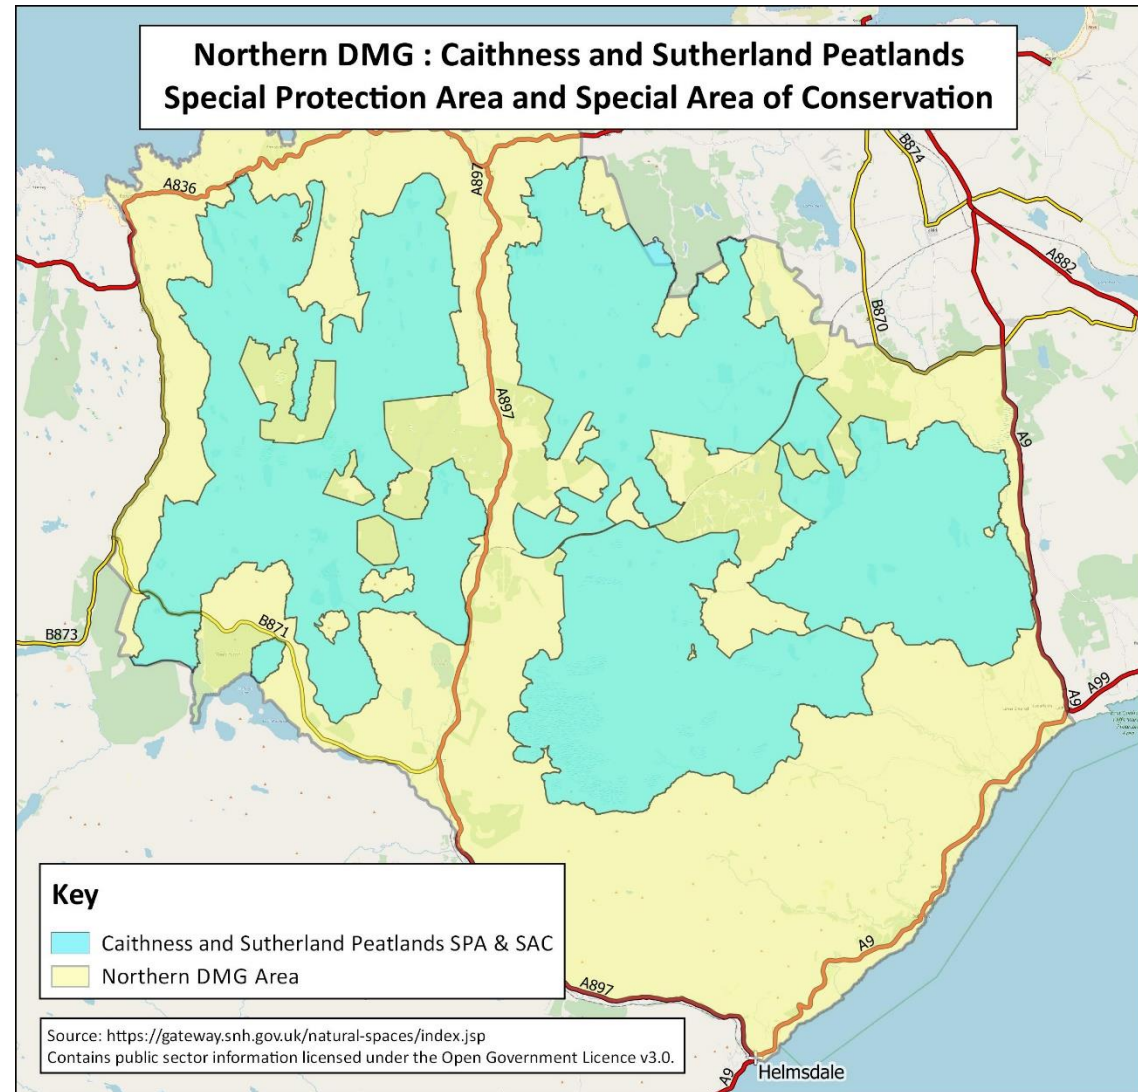 Northern DMG : Caithness and Sutherland Peatlands
Special Protection Area and Special Area of Conservation
A836
A897
B874
A882
B870
A897
A9
B873
B871
A9
A99
A9
A897
A9
Helmsdale
Key
Caithness and Sutherland Peatlands SPA & SAC
Northern DMG Area
Source: https://gateway.snh.gov.uk/natural-spaces/index.jsp
Contains public sector information licensed under the Open Government Licence v3.0.